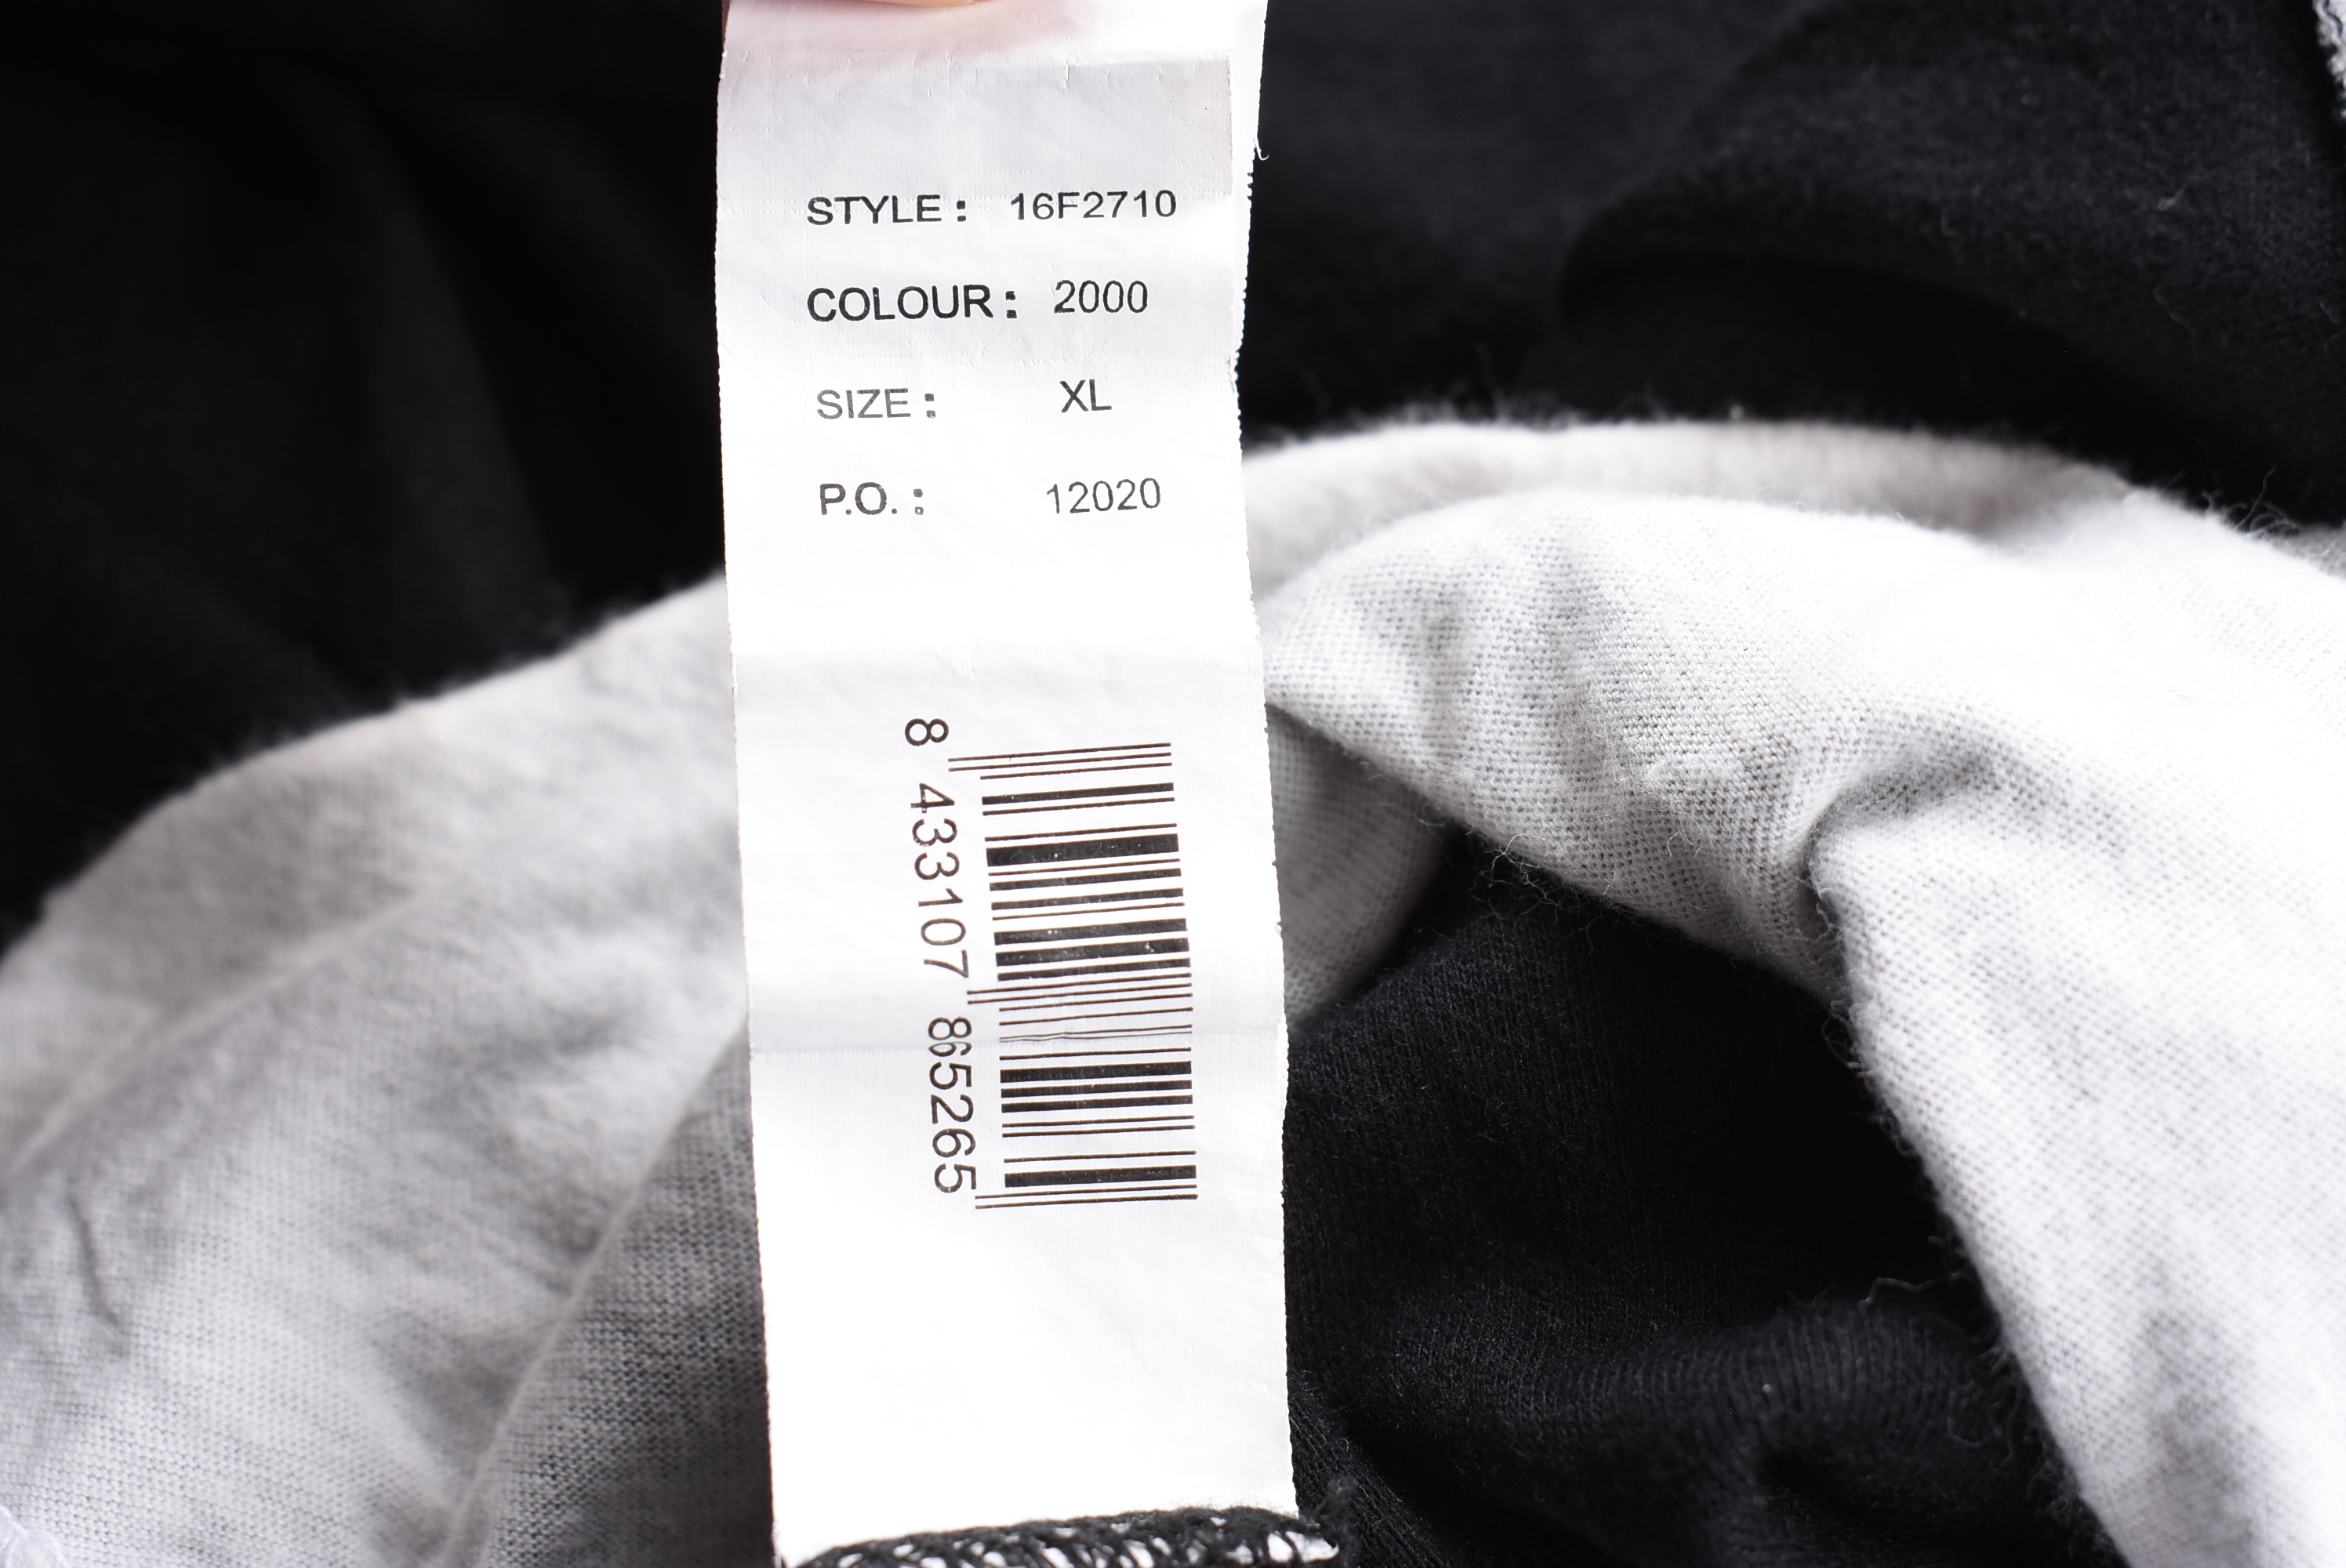 STYLE: 16F2710
COLOUR: 2000
SIZE: XL
P.O.: 12020
8 433107 865265